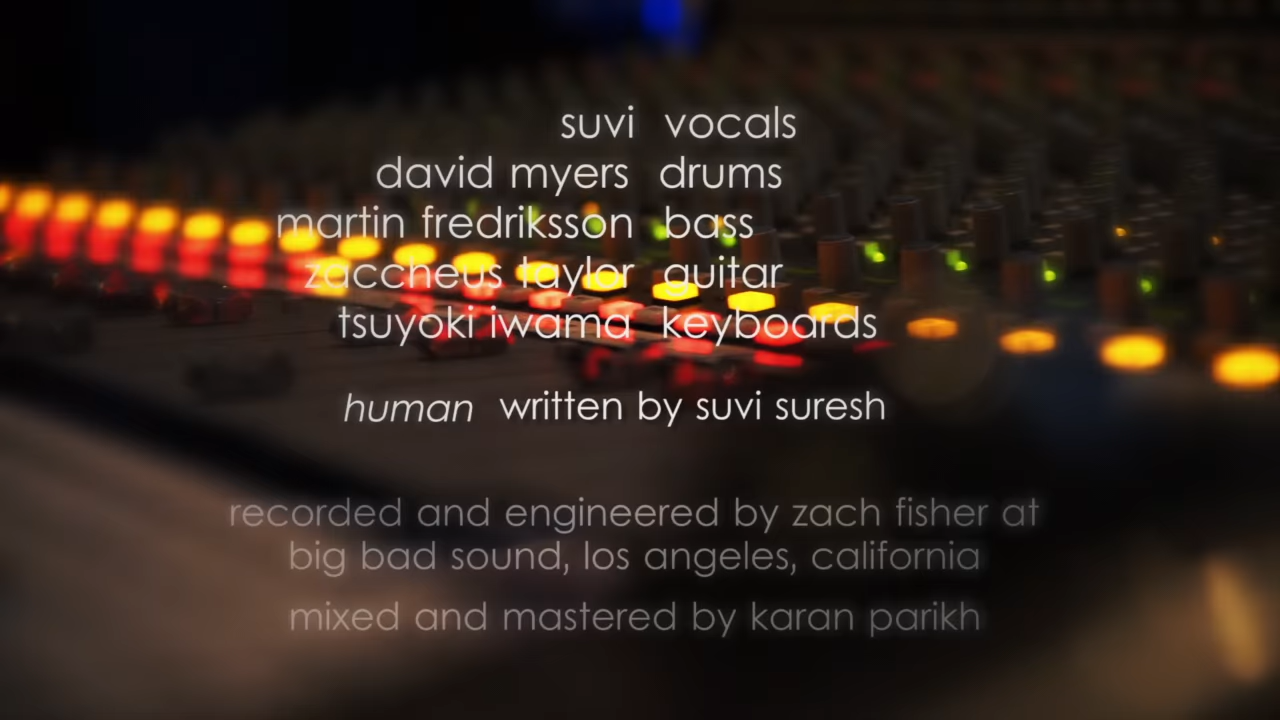 suvi vocals
david myers drums
martin fredriksson bass
zaccheus taylor guitar
tsuyoki iwama keyboards
human written by suvi suresh
recorded and engineered by zach fisher at
big bad sound, los angeles, california
mixed and mastered by karan parikh